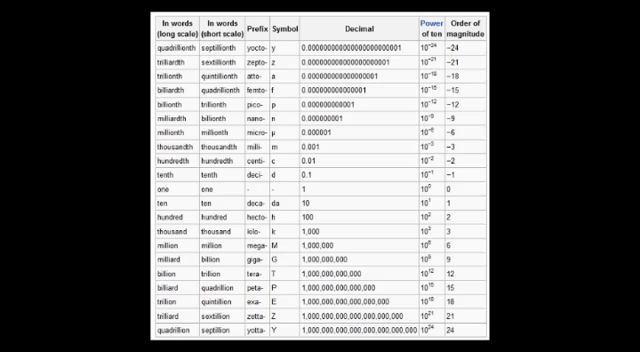 In words (long scale) In words (short scale) Prefix Symbol Decimal Power of ten Order of magnitude
quadrillionth septillionth yocto- y 0.000000000000000000000001 10⁻²⁴ −24
trilliardth sextillionth zepto- z 0.000000000000000000001 10⁻²¹ −21
trilionth quintillionth atto- a 0.000000000000000001 10⁻¹⁸ −18
billiardth quadrillionth femto- f 0.000000000000001 10⁻¹⁵ −15
billionth trilionth pico- p 0.000000000001 10⁻¹² −12
milliardth bilionth nano- n 0.000000001 10⁻⁹ −9
millionth millionth micro- µ 0.000001 10⁻⁶ −6
thousandth thousandth milli- m 0.001 10⁻³ −3
hundredth hundredth centi- c 0.01 10⁻² −2
tenth tenth deci- d 0.1 10⁻¹ −1
one one - - 1 10⁰ 0
ten ten deca- da 10 10¹ 1
hundred hundred hecto- h 100 10² 2
thousand thousand kilo- k 1,000 10³ 3
million million mega- M 1,000,000 10⁶ 6
milliard billion giga- G 1,000,000,000 10⁹ 9
billion trillion tera- T 1,000,000,000,000 10¹² 12
billiard quadrillion peta- P 1,000,000,000,000,000 10¹⁵ 15
trillion quintillion exa- E 1,000,000,000,000,000,000 10¹⁸ 18
trilliard sextillion zetta- Z 1,000,000,000,000,000,000,000 10²¹ 21
quadrillion septillion yotta- Y 1,000,000,000,000,000,000,000,000 10²⁴ 24